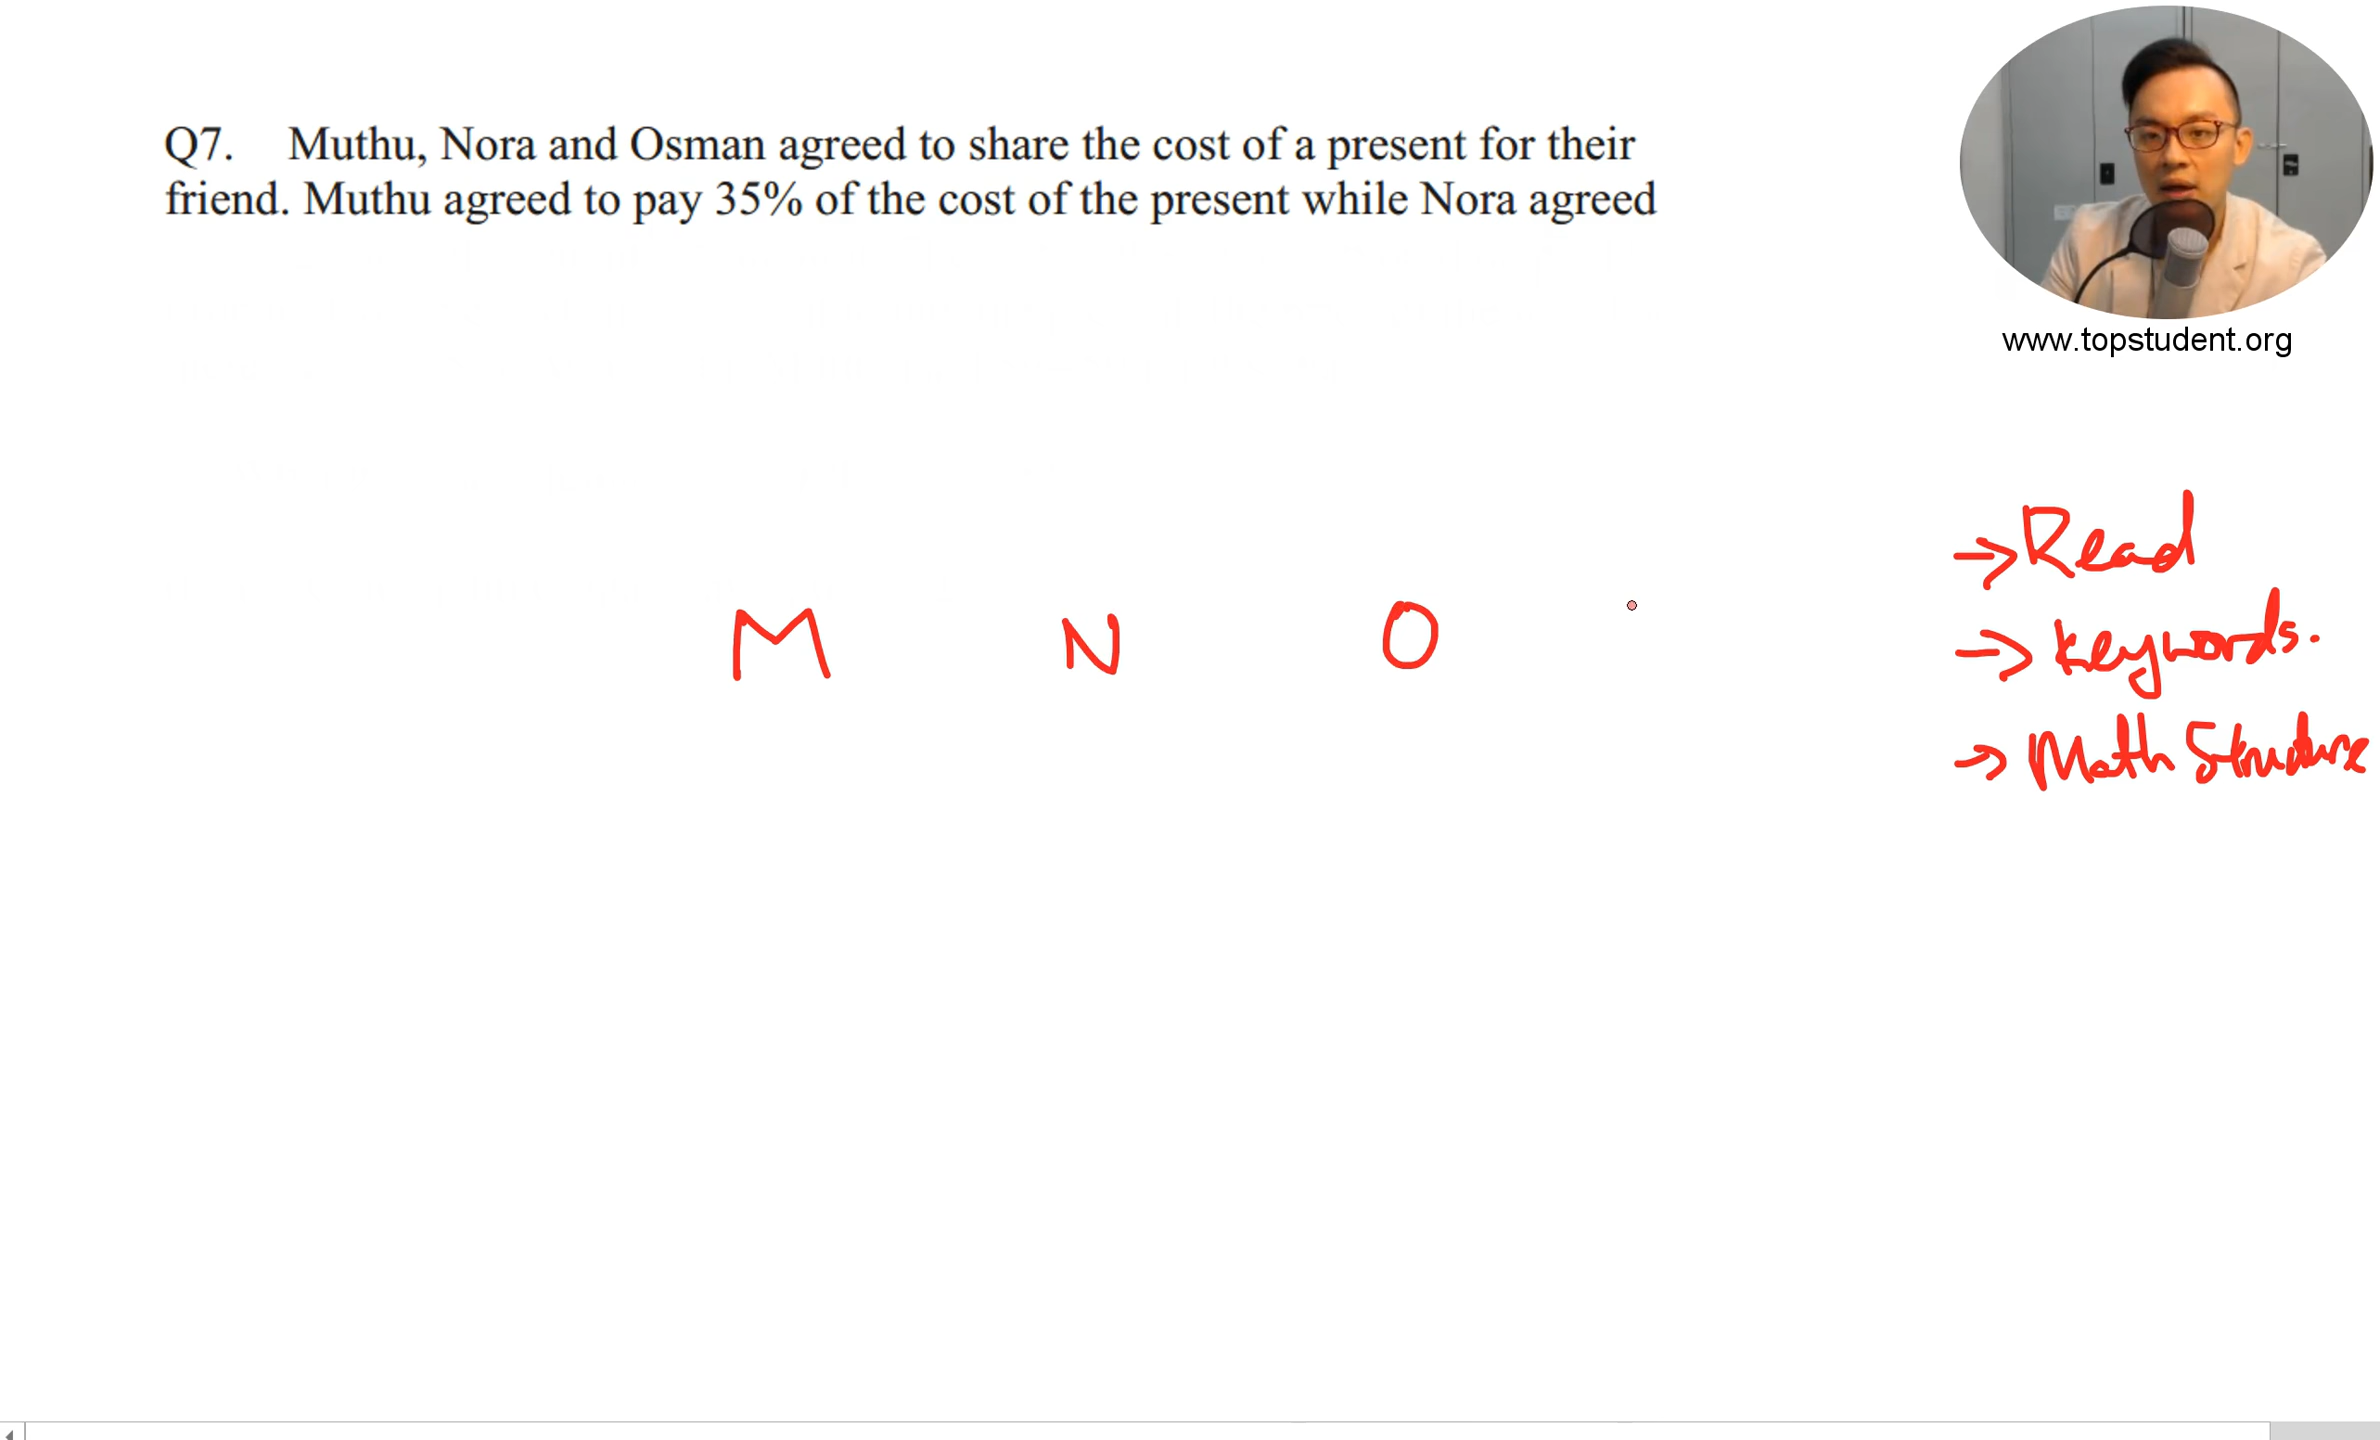 Q7. Muthu, Nora and Osman agreed to share the cost of a present for their
friend. Muthu agreed to pay 35% of the cost of the present while Nora agreed
www.topstudent.org
→ Read
→ keywords.
→ Math Structure
M N O